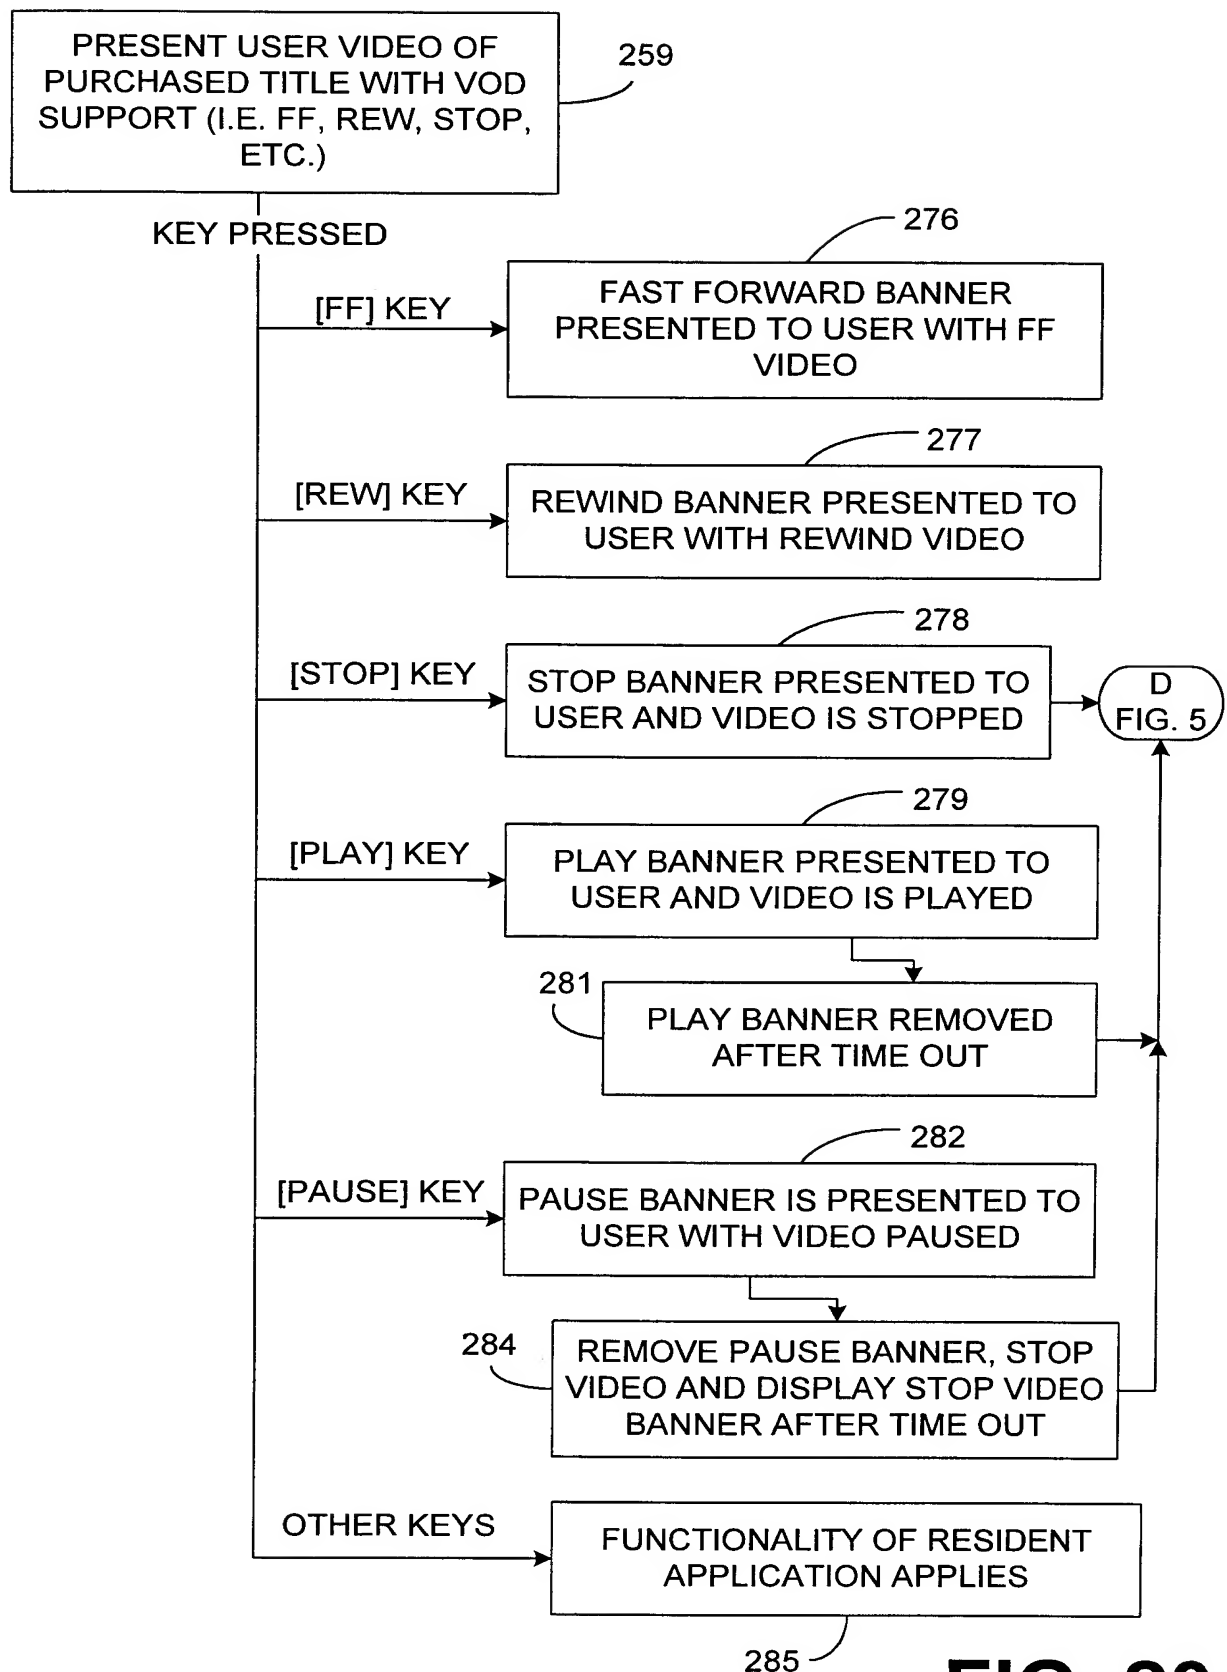 PRESENT USER VIDEO OF
PURCHASED TITLE WITH VOD
SUPPORT (I.E. FF, REW, STOP,
ETC.)
259
KEY PRESSED
276
[FF] KEY
FAST FORWARD BANNER
PRESENTED TO USER WITH FF
VIDEO
277
[REW] KEY
REWIND BANNER PRESENTED TO
USER WITH REWIND VIDEO
278
[STOP] KEY
STOP BANNER PRESENTED TO
USER AND VIDEO IS STOPPED
D
FIG. 5
279
[PLAY] KEY
PLAY BANNER PRESENTED TO
USER AND VIDEO IS PLAYED
281
PLAY BANNER REMOVED
AFTER TIME OUT
282
[PAUSE] KEY
PAUSE BANNER IS PRESENTED TO
USER WITH VIDEO PAUSED
284
REMOVE PAUSE BANNER, STOP
VIDEO AND DISPLAY STOP VIDEO
BANNER AFTER TIME OUT
OTHER KEYS
FUNCTIONALITY OF RESIDENT
APPLICATION APPLIES
285